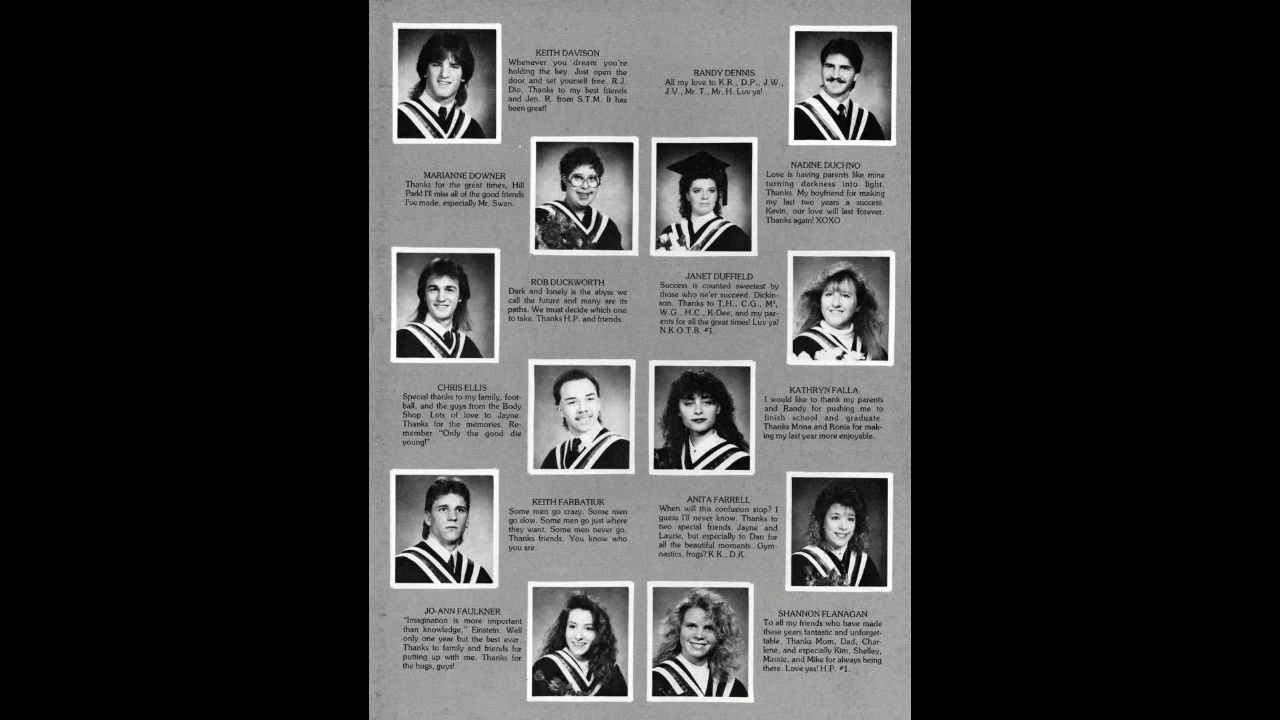 KEITH DAVISON
Whenever you dream you're
holding the key. Just open the
door and set yourself free. R.J.
Dio. Thanks to my best friends
and Jen. R. from S.T.M. It has
been great!
RANDY DENNIS
All my love to K.R., D.P., J.W.,
J.V., Mr. T., Mr. H. Luv ya!
MARIANNE DOWNER
Thanks for the great times, Hill
Park! I'll miss all of the good friends
I've made, especially Mr. Swan.
NADINE DUCHNO
Love is having parents like mine
turning darkness into light.
Thanks. My boyfriend for making
my last two years a success.
Kevin, our love will last forever.
Thanks again! XOXO
ROB DUCKWORTH
Dark and lonely is the abyss we
call the future and many are its
paths. We must decide which one
to take. Thanks H.P. and friends.
JANET DUFFIELD
Success is counted sweetest by
those who ne'er succeed. Dickin-
son. Thanks to T.H., C.G., M³,
W.G., H.C., K-Dee, and my par-
ents for all the great times! Luv ya!
N.K.O.T.B. #1.
CHRIS ELLIS
Special thanks to my family, foot-
ball, and the guys from the Body
Shop. Lots of love to Jayne.
Thanks for the memories. Re-
member "Only the good die
young!"
KATHRYN FALLA
I would like to thank my parents
and Randy for pushing me to
finish school and graduate.
Thanks Mona and Ronia for mak-
ing my last year more enjoyable.
KEITH FARBATIUK
Some men go crazy. Some men
go slow. Some men go just where
they want. Some men never go.
Thanks friends. You know who
you are.
ANITA FARRELL
When will this confusion stop? I
guess I'll never know. Thanks to
two special friends Jayne and
Laurie, but especially to Dan for
all the beautiful moments. Gym-
nastics, frogs? K.K., D.K.
JO-ANN FAULKNER
"Imagination is more important
than knowledge." Einstein. Well
only one year but the best ever.
Thanks to family and friends for
putting up with me. Thanks for
the hugs, guys!
SHANNON FLANAGAN
To all my friends who have made
these years fantastic and unforget-
table. Thanks Mom, Dad, Char-
lene, and especially Kim, Shelley,
Minnie, and Mike for always being
there. Love yas! H.P. #1.